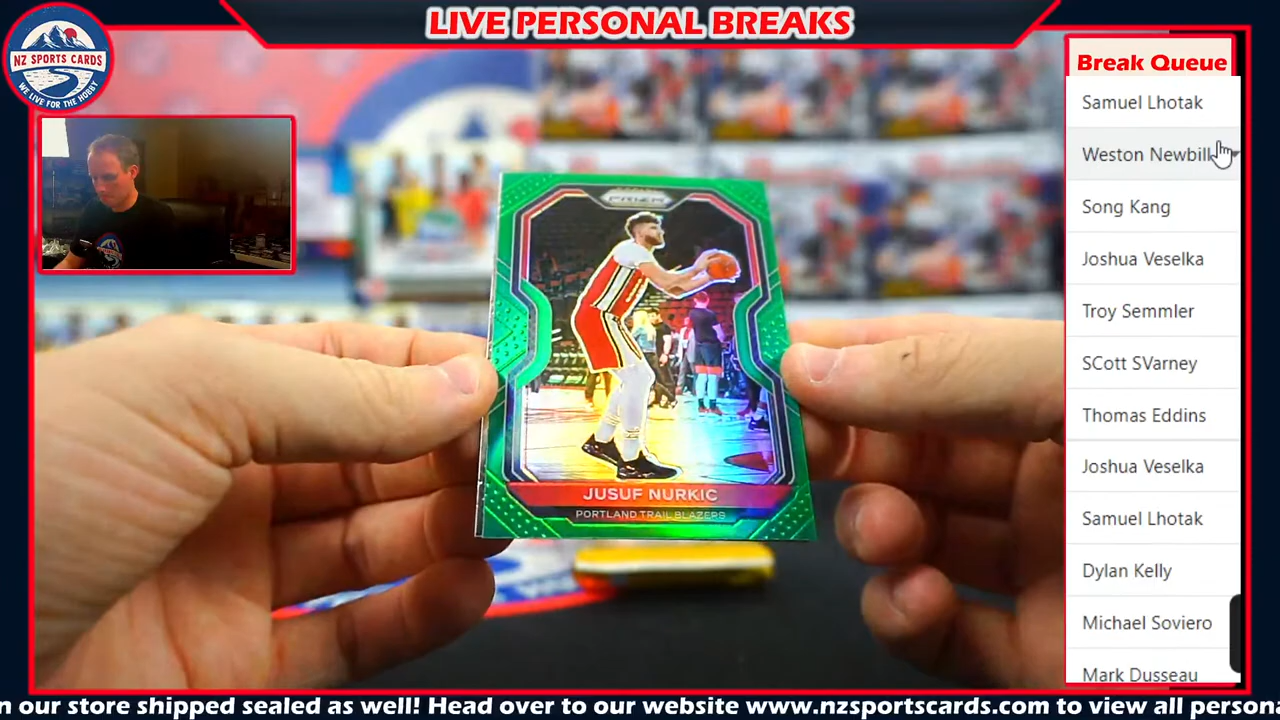 LIVE PERSONAL BREAKS
NZ SPORTS CARDS
WE LIVE FOR THE HOBBY
Break Queue
Samuel Lhotak
Weston Newbill
Song Kang
Joshua Veselka
Troy Semmler
SCott SVarney
Thomas Eddins
Joshua Veselka
Samuel Lhotak
Dylan Kelly
Michael Soviero
Mark Dusseau
PRIZM
JUSUF NURKIC
PORTLAND TRAIL BLAZERS
n our store shipped sealed as well! Head over to our website www.nzsportscards.com to view all persona